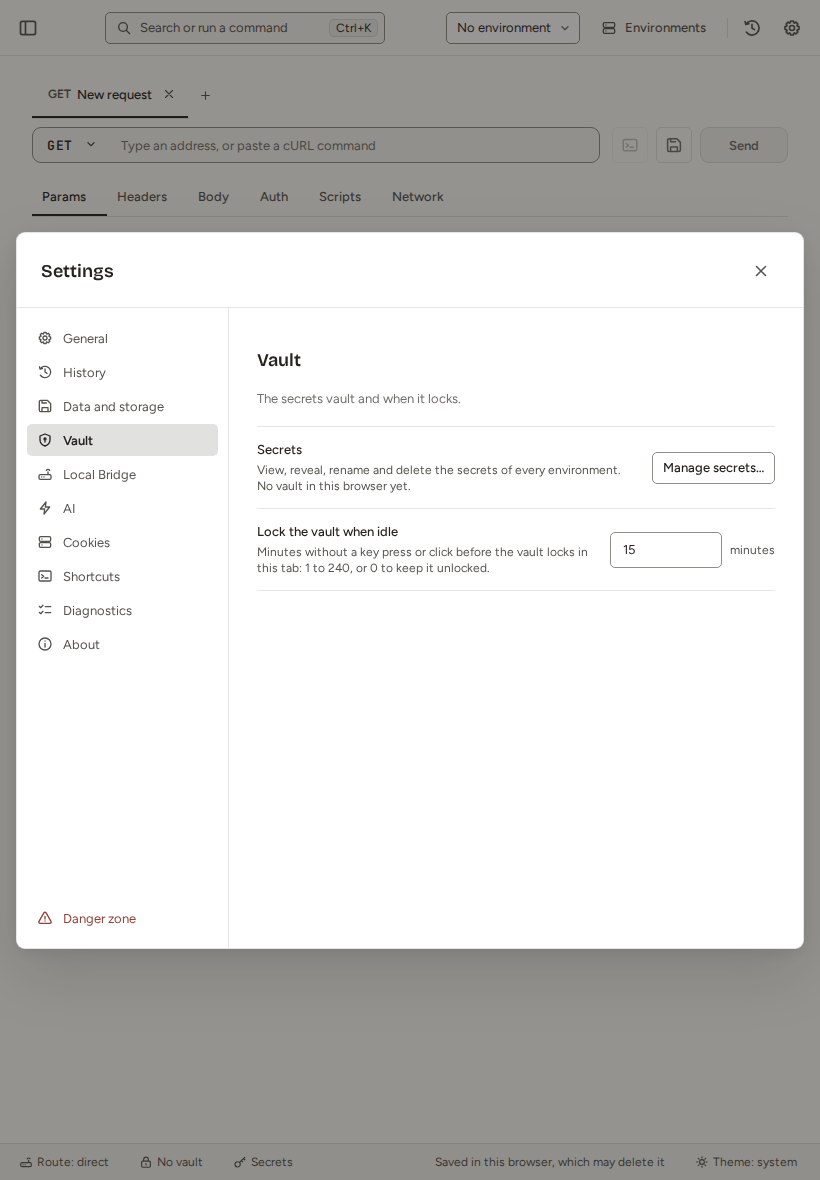 Search or run a command Ctrl+K No environment Environments
GET New request
GET Type an address, or paste a cURL command Send
Params Headers Body Auth Scripts Network
Settings
General
History
Data and storage
Vault
Local Bridge
AI
Cookies
Shortcuts
Diagnostics
About
Danger zone
Vault
The secrets vault and when it locks.
Secrets
View, reveal, rename and delete the secrets of every environment.
No vault in this browser yet.
Manage secrets...
Lock the vault when idle
Minutes without a key press or click before the vault locks in
this tab: 1 to 240, or 0 to keep it unlocked.
15 minutes
Route: direct No vault Secrets Saved in this browser, which may delete it Theme: system